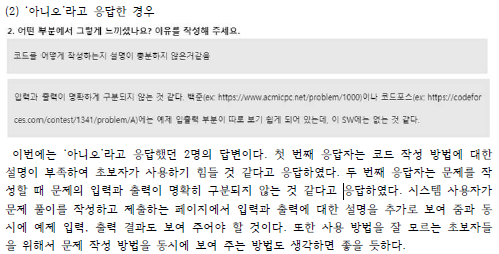 (2) '아니오'라고 응답한 경우
2. 어떤 부분에서 그렇게 느끼셨나요? 이유를 작성해 주세요.
코드를 어떻게 작성하는지 설명이 충분하지 않은거같음
입력과 출력이 명확하게 구분되지 않는 것 같다. 백준(ex: https://www.acmicpc.net/problem/1000)이나 코드포스(ex: https://codefor
ces.com/contest/1341/problem/A)에는 예제 입출력 부분이 따로 보기 쉽게 되어 있는데, 이 SW에는 없는 것 같다.
이번에는 '아니오'라고 응답했던 2명의 답변이다. 첫 번째 응답자는 코드 작성 방법에 대한
설명이 부족하여 초보자가 사용하기 힘들 것 같다고 응답하였다. 두 번째 응답자는 문제를 작
성할 때 문제의 입력과 출력이 명확히 구분되지 않는 것 같다고 응답하였다. 시스템 사용자가
문제 풀이를 작성하고 제출하는 페이지에서 입력과 출력에 대한 설명을 추가로 보여 줌과 동
시에 예제 입력, 출력 결과도 보여 주어야 할 것이다. 또한 사용 방법을 잘 모르는 초보자들
을 위해서 문제 작성 방법을 동시에 보여 주는 방법도 생각하면 좋을 듯하다.